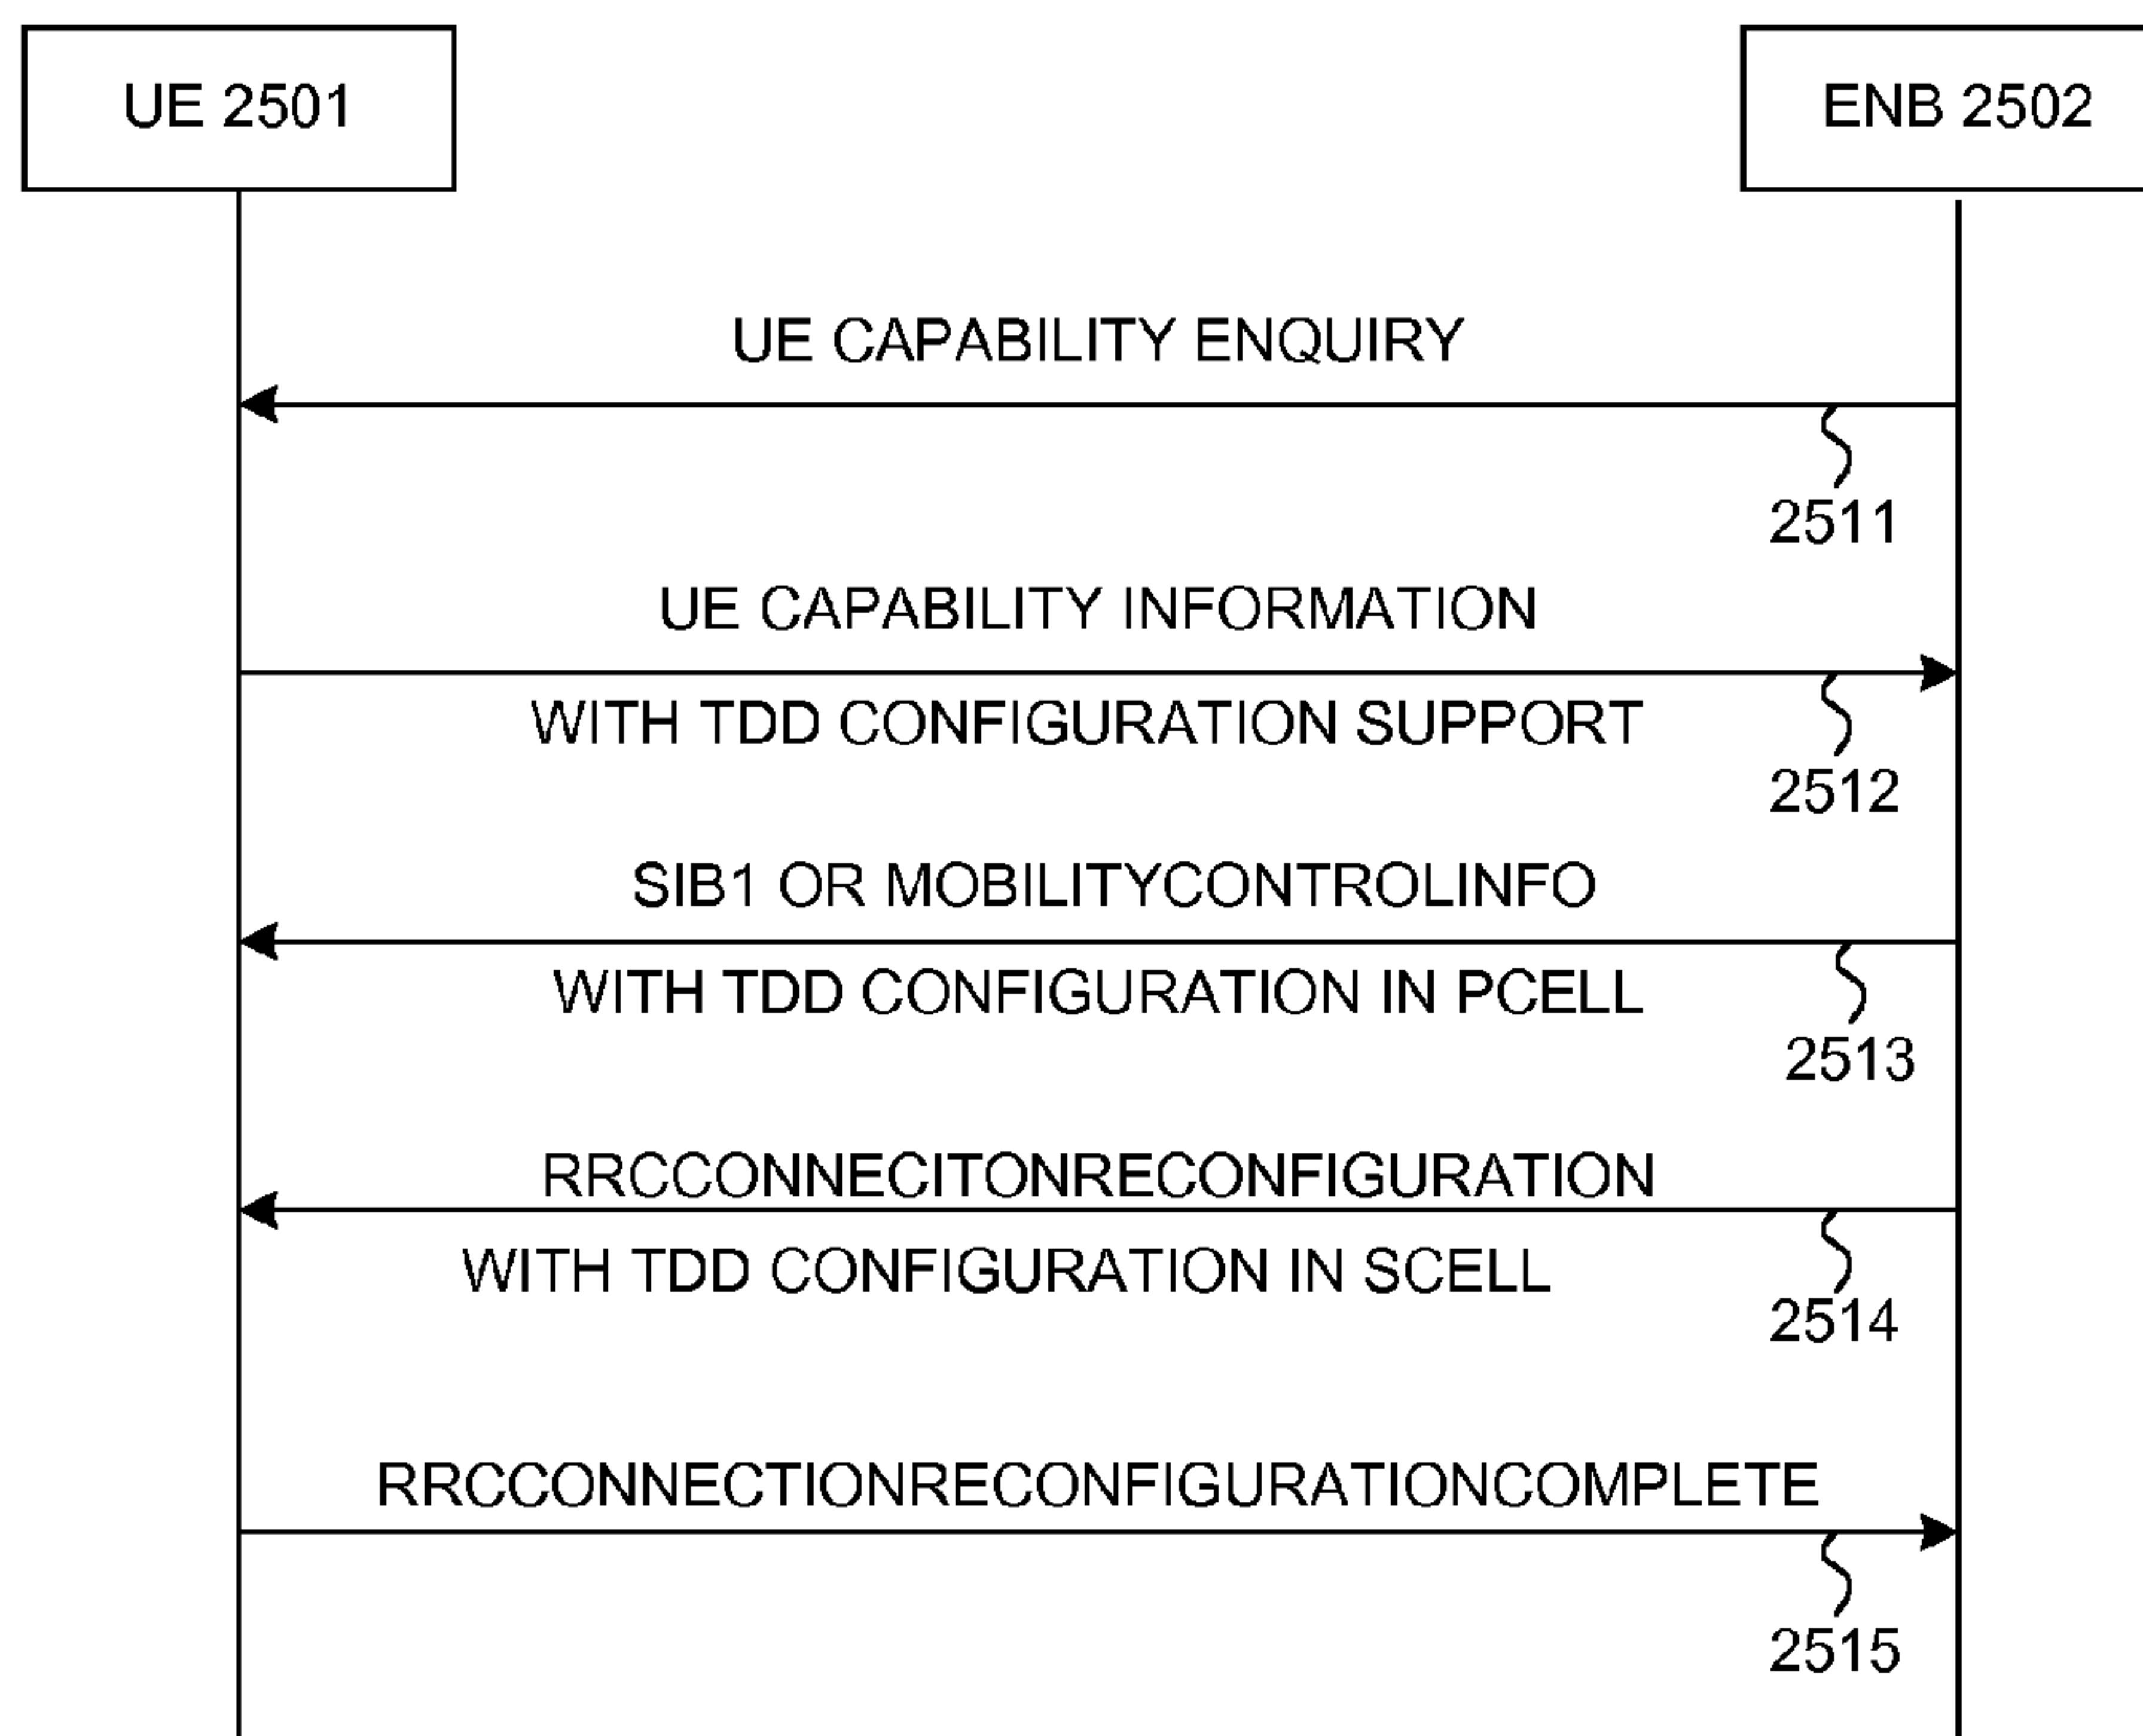 UE 2501
ENB 2502
UE CAPABILITY ENQUIRY
2511
UE CAPABILITY INFORMATION
WITH TDD CONFIGURATION SUPPORT
2512
SIB1 OR MOBILITYCONTROLINFO
WITH TDD CONFIGURATION IN PCELL
2513
RRCCONNECITONRECONFIGURATION
WITH TDD CONFIGURATION IN SCELL
2514
RRCCONNECTIONRECONFIGURATIONCOMPLETE
2515